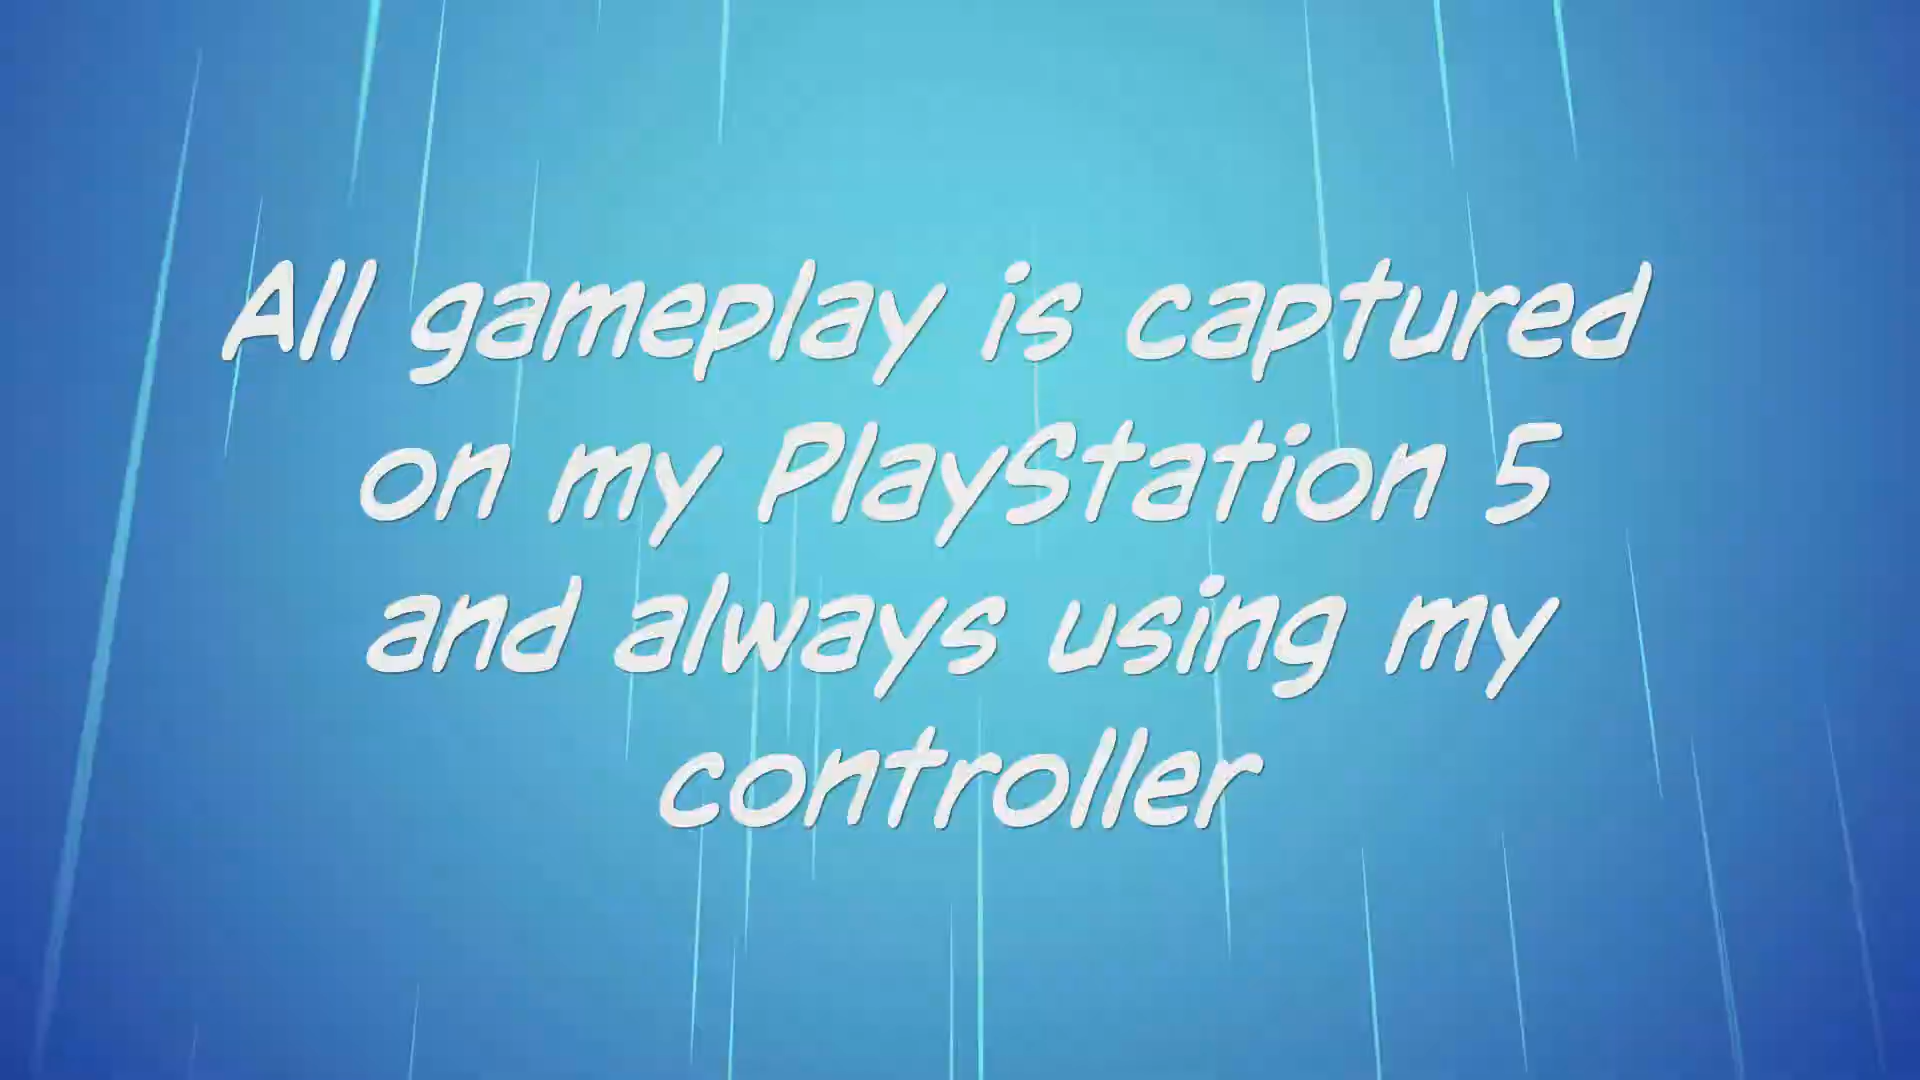 All gameplay is captured
on my PlayStation 5
and always using my
controller